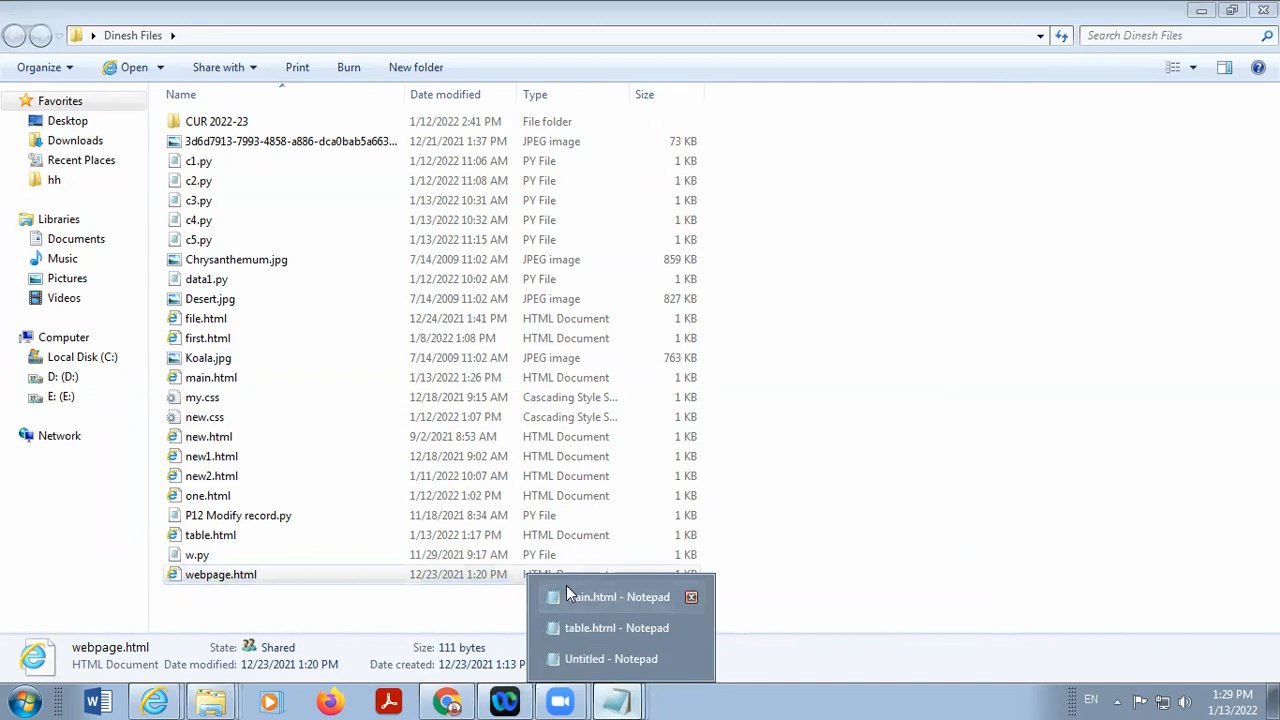 Dinesh Files
Search Dinesh Files
Organize
Open
Share with
Print
Burn
New folder
Favorites
Desktop
Downloads
Recent Places
hh
Libraries
Documents
Music
Pictures
Videos
Computer
Local Disk (C:)
D: (D:)
E: (E:)
Network
Name Date modified Type Size
CUR 2022-23 1/12/2022 2:41 PM File folder
3d6d7913-7993-4858-a886-dca0bab5a663... 12/21/2021 1:37 PM JPEG image 73 KB
c1.py 1/12/2022 11:06 AM PY File 1 KB
c2.py 1/12/2022 11:08 AM PY File 1 KB
c3.py 1/13/2022 10:31 AM PY File 1 KB
c4.py 1/13/2022 10:32 AM PY File 1 KB
c5.py 1/13/2022 11:15 AM PY File 1 KB
Chrysanthemum.jpg 7/14/2009 11:02 AM JPEG image 859 KB
data1.py 1/12/2022 10:02 AM PY File 1 KB
Desert.jpg 7/14/2009 11:02 AM JPEG image 827 KB
file.html 12/24/2021 1:41 PM HTML Document 1 KB
first.html 1/8/2022 1:08 PM HTML Document 1 KB
Koala.jpg 7/14/2009 11:02 AM JPEG image 763 KB
main.html 1/13/2022 1:26 PM HTML Document 1 KB
my.css 12/18/2021 9:15 AM Cascading Style S... 1 KB
new.css 1/12/2022 1:07 PM Cascading Style S... 1 KB
new.html 9/2/2021 8:53 AM HTML Document 1 KB
new1.html 12/18/2021 9:02 AM HTML Document 1 KB
new2.html 1/11/2022 10:07 AM HTML Document 1 KB
one.html 1/12/2022 1:02 PM HTML Document 1 KB
P12 Modify record.py 11/18/2021 8:34 AM PY File 1 KB
table.html 1/13/2022 1:17 PM HTML Document 1 KB
w.py 11/29/2021 9:17 AM PY File 1 KB
webpage.html 12/23/2021 1:20 PM
ain.html - Notepad
table.html - Notepad
Untitled - Notepad
webpage.html State: Shared Size: 111 bytes
HTML Document Date modified: 12/23/2021 1:20 PM Date created: 12/23/2021 1:13 P
EN
1:29 PM
1/13/2022